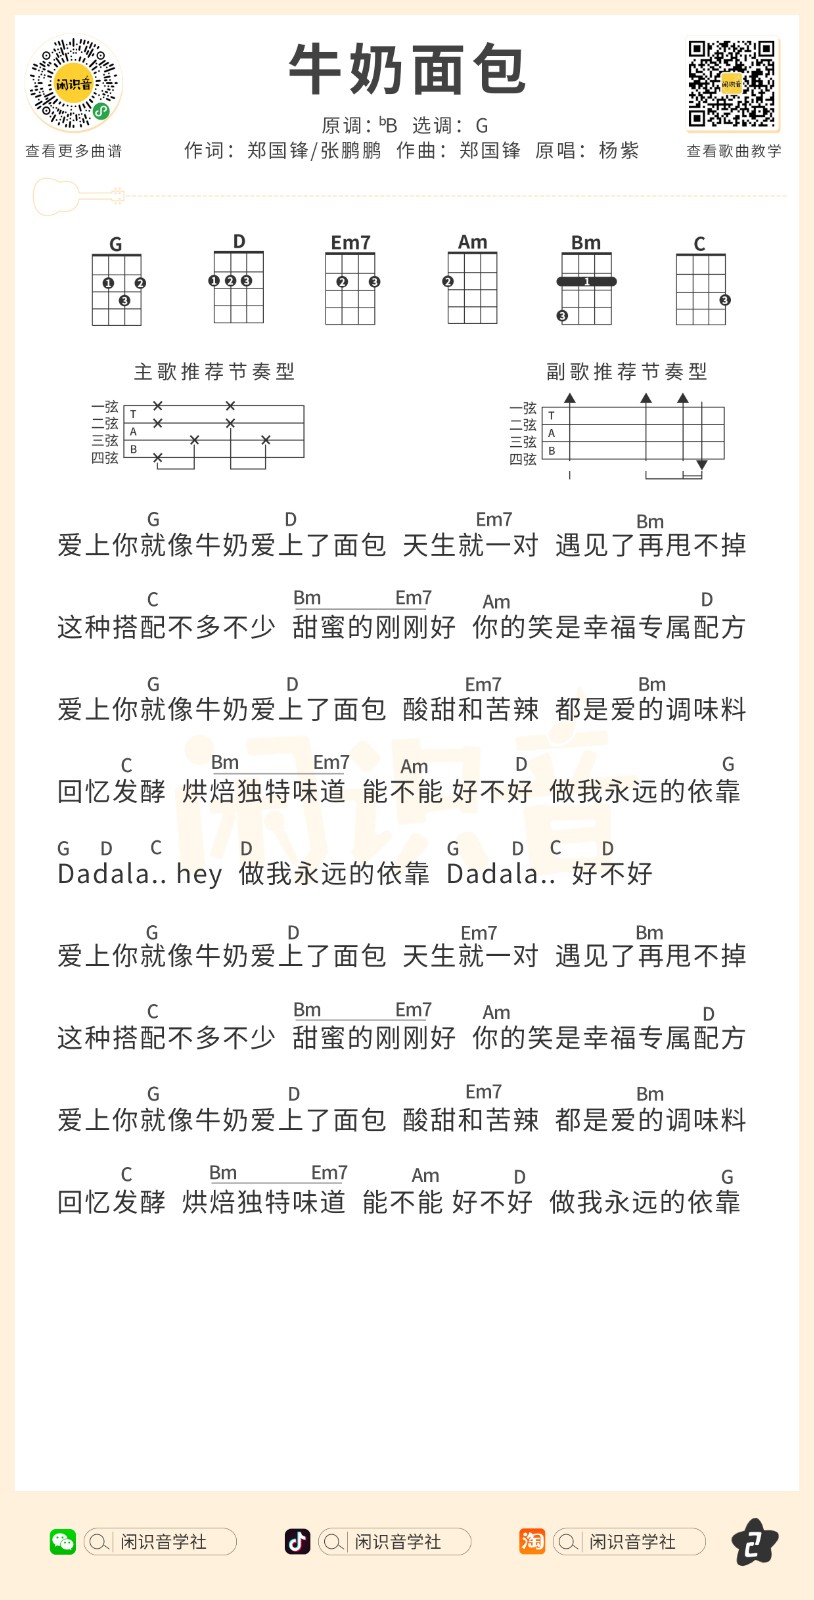 牛奶面包
原调：ᵇB 选调：G
作词：郑国锋/张鹏鹏 作曲：郑国锋 原唱：杨紫
闲识音
查看更多曲谱
闲识音
查看歌曲教学
G D Em7 Am Bm C
1 2 3
1 2 3
2 3
2
1 3
3
主歌推荐节奏型
一弦
二弦
三弦
四弦
T
A
B
副歌推荐节奏型
一弦
二弦
三弦
四弦
T
A
B
G D Em7 Bm
爱上你就像牛奶爱上了面包 天生就一对 遇见了再甩不掉
C Bm Em7 Am D
这种搭配不多不少 甜蜜的刚刚好 你的笑是幸福专属配方
G D Em7 Bm
爱上你就像牛奶爱上了面包 酸甜和苦辣 都是爱的调味料
C Bm Em7 Am D G
回忆发酵 烘焙独特味道 能不能 好不好 做我永远的依靠
G D C D G D C D
Dadala.. hey 做我永远的依靠 Dadala.. 好不好
G D Em7 Bm
爱上你就像牛奶爱上了面包 天生就一对 遇见了再甩不掉
C Bm Em7 Am D
这种搭配不多不少 甜蜜的刚刚好 你的笑是幸福专属配方
G D Em7 Bm
爱上你就像牛奶爱上了面包 酸甜和苦辣 都是爱的调味料
C Bm Em7 Am D G
回忆发酵 烘焙独特味道 能不能 好不好 做我永远的依靠
闲识音
闲识音学社
闲识音学社
淘 闲识音学社
2